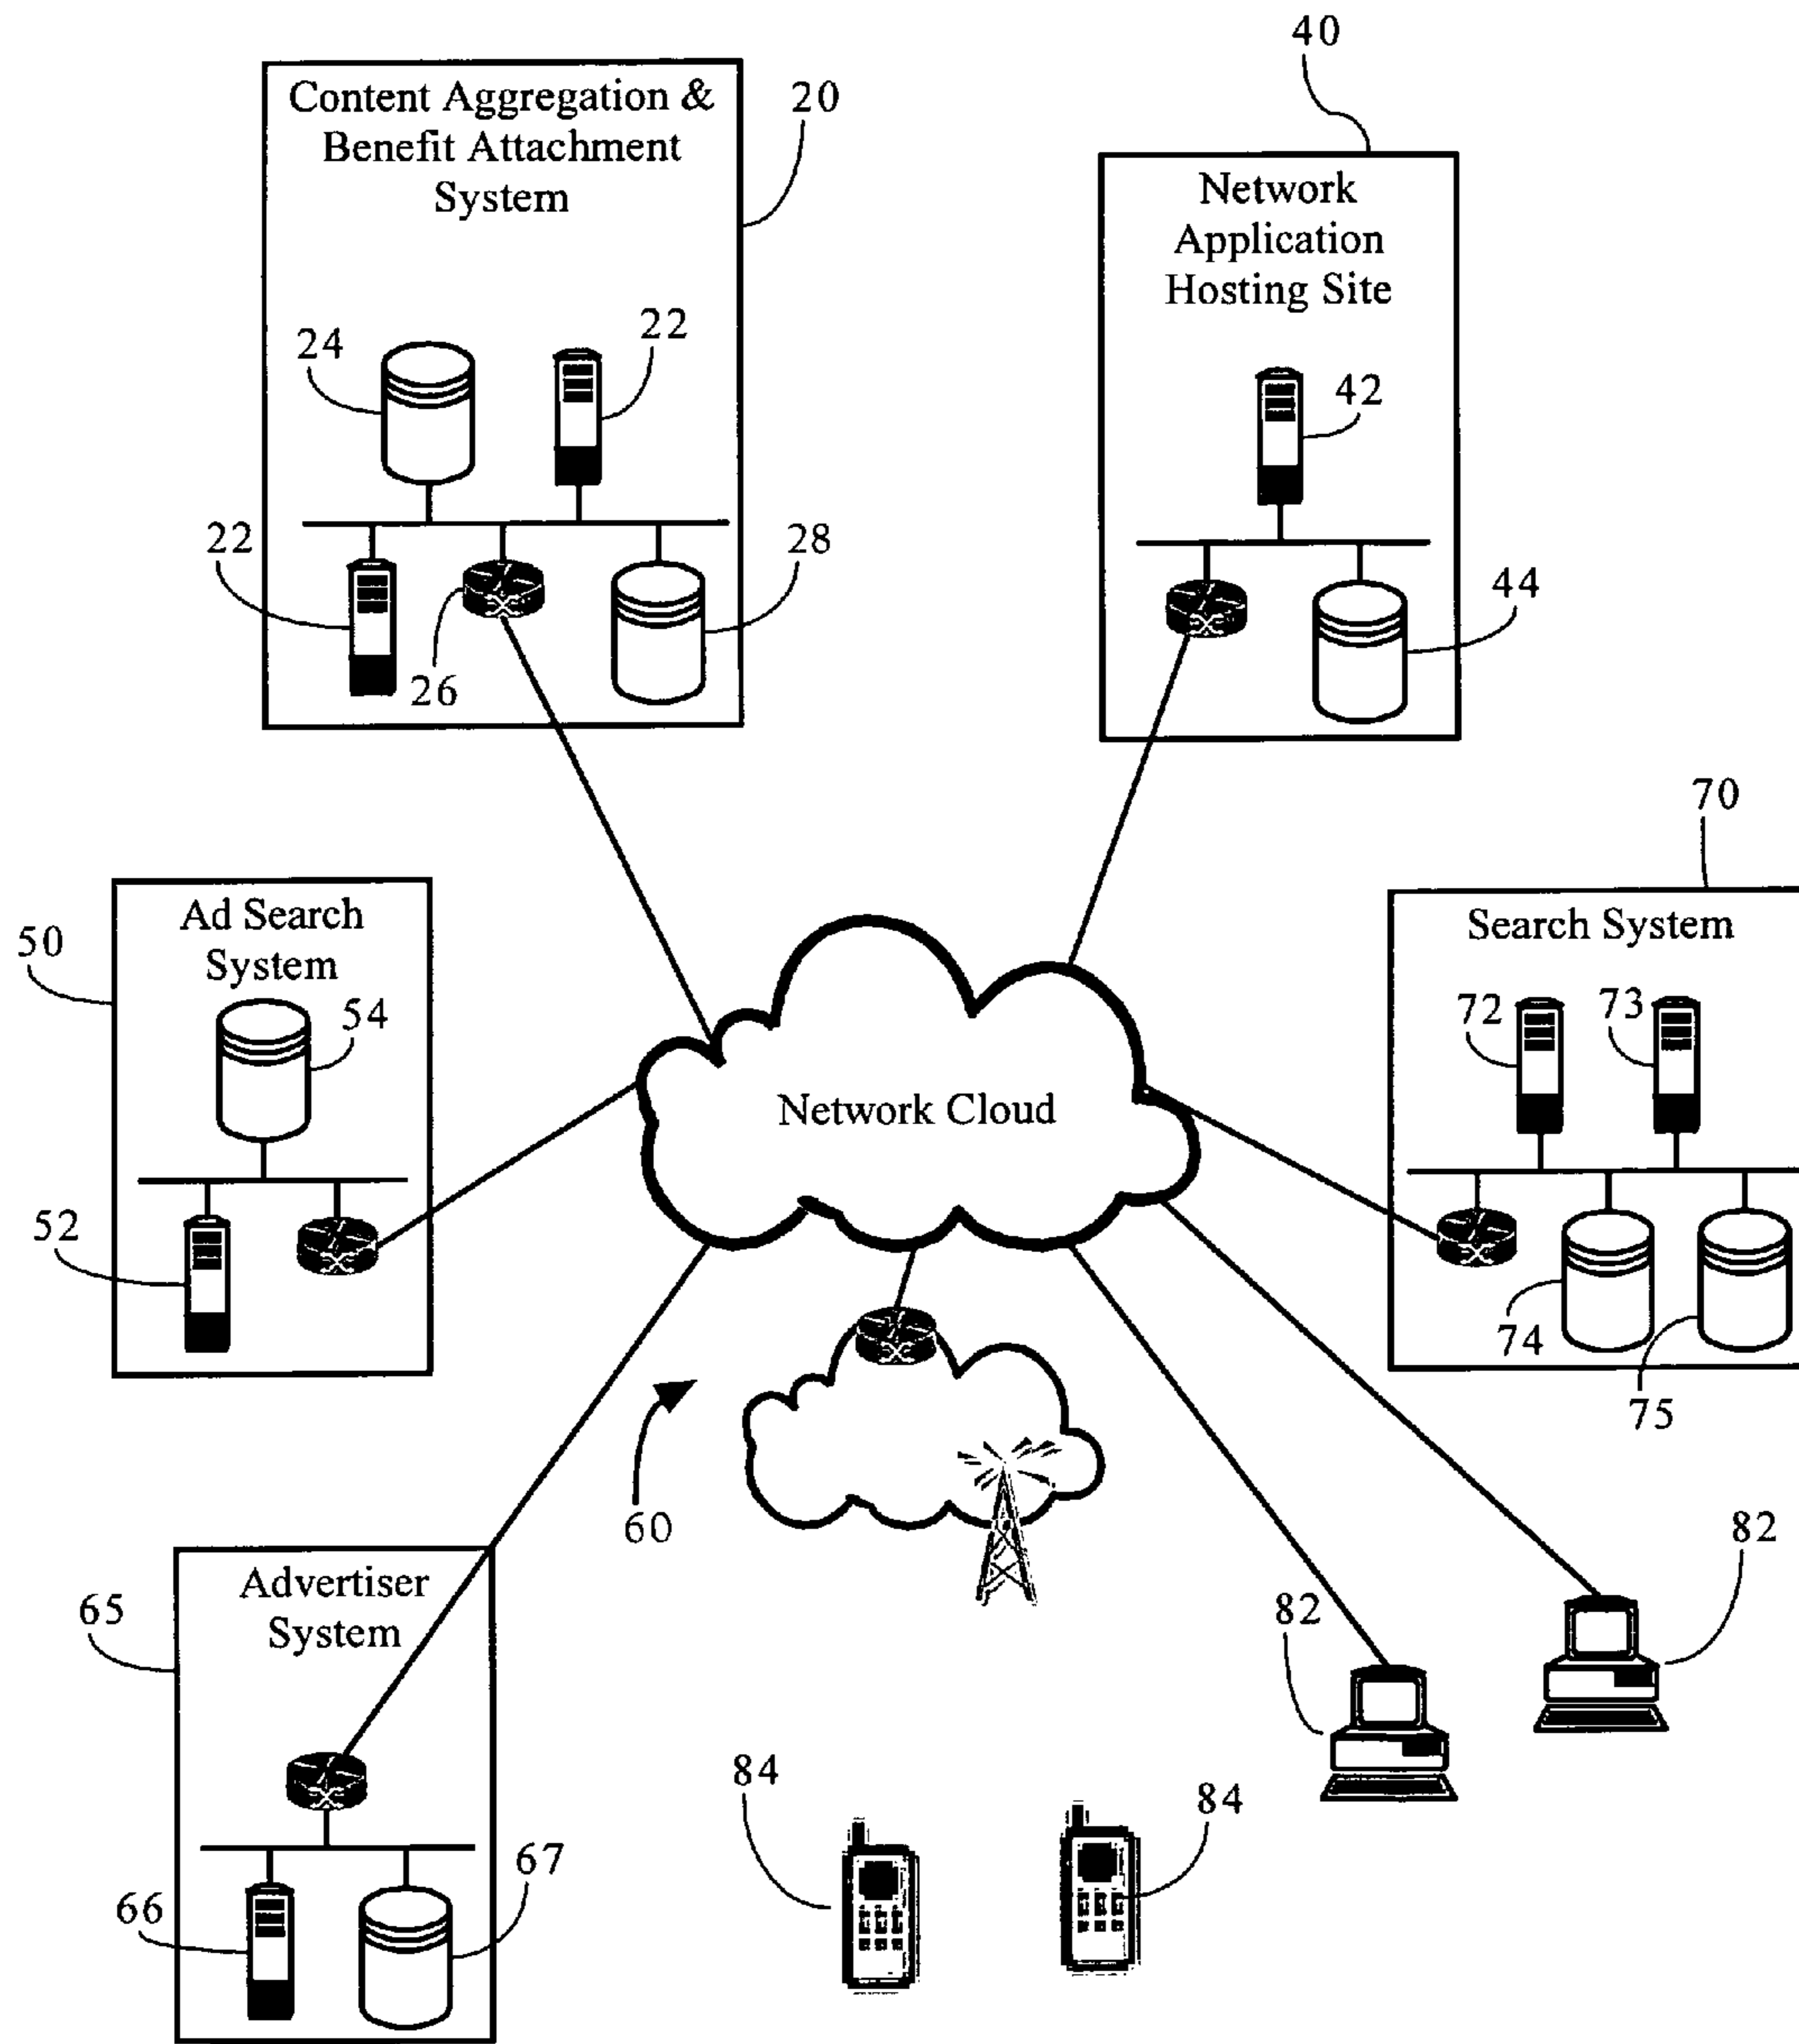 40
Content Aggregation &
Benefit Attachment
System
20
Network
Application
Hosting Site
24
22
42
22
28
44
26
70
Ad Search
System
50
Search System
54
72
73
Network Cloud
52
74
75
60
Advertiser
System
65
82
82
84
84
67
66